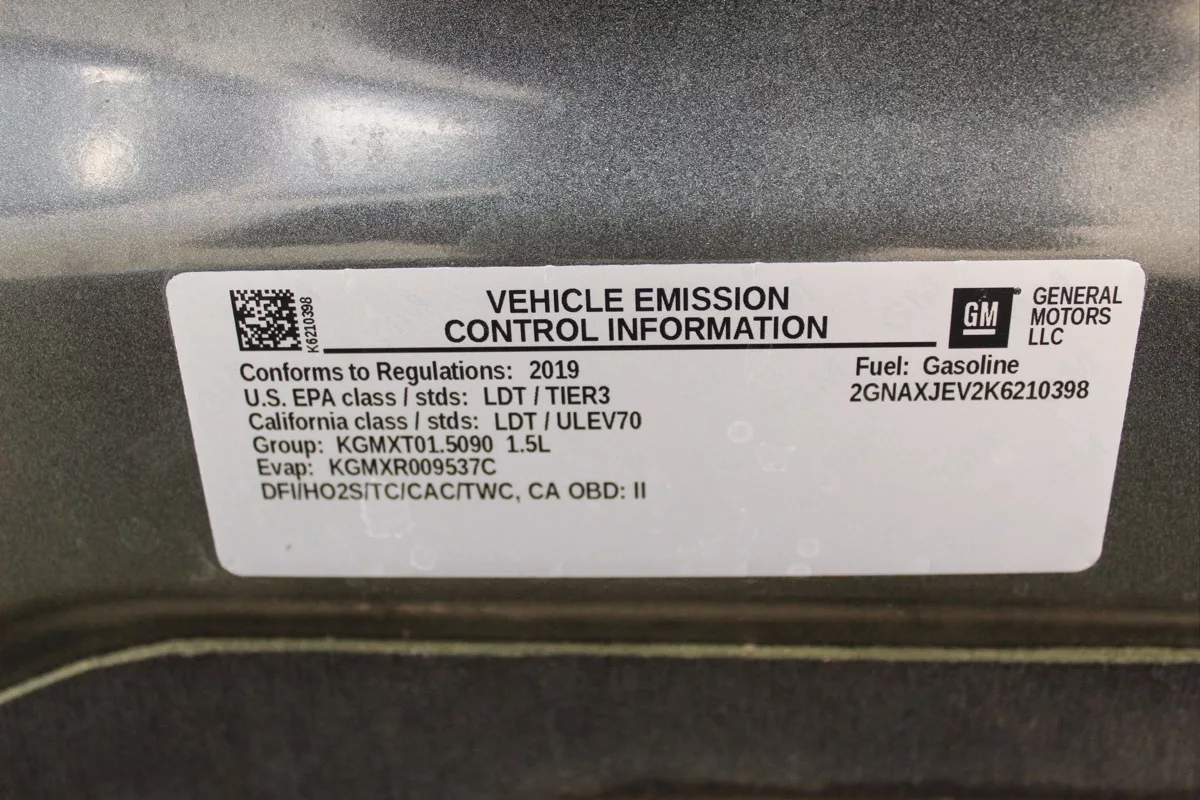 K6210398
VEHICLE EMISSION
CONTROL INFORMATION
GM®
GENERAL
MOTORS
LLC
Conforms to Regulations: 2019
U.S. EPA class / stds: LDT / TIER3
California class / stds: LDT / ULEV70
Group: KGMXT01.5090 1.5L
Evap: KGMXR009537C
DFI/HO2S/TC/CAC/TWC, CA OBD: II
Fuel: Gasoline
2GNAXJEV2K6210398